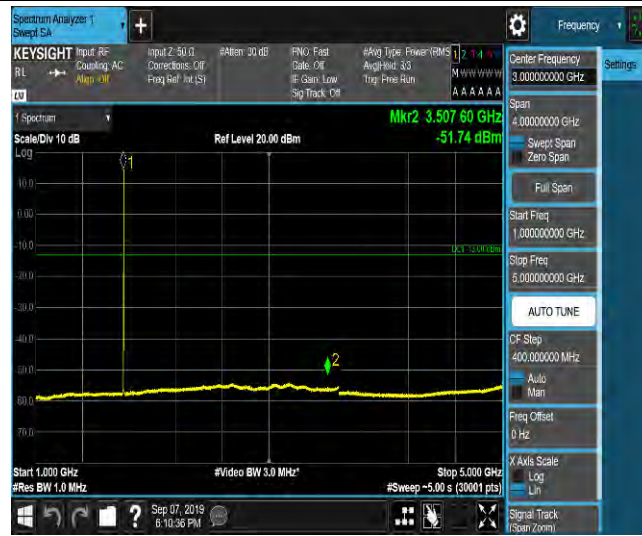 Spectrum Analyzer 1
Swept SA
+
Frequency
KEYSIGHT
RL
Input: RF
Coupling: AC
Align: Off
Input Z: 50 Ω
Corrections: Off
Freq Ref: Int (S)
#Atten: 30 dB
PNO: Fast
Gate: Off
IF Gain: Low
Sig Track: Off
#Avg Type: Power (RMS
Avg|Hold: 3/3
Trig: Free Run
1 2 3 4 5 6
M W W W W W
A A A A A A
1 Spectrum
Scale/Div 10 dB
Log
Ref Level 20.00 dBm
Mkr2 3.507 60 GHz
-51.74 dBm
1
10.0
0.00
-10.0
DL1 -13.00 dBm
-20.0
-30.0
-40.0
-50.0
2
-60.0
-70.0
Start 1.000 GHz
#Res BW 1.0 MHz
#Video BW 3.0 MHz*
Stop 5.000 GHz
#Sweep ~5.00 s (30001 pts)
Sep 07, 2019
6:10:36 PM
?
Center Frequency
3.000000000 GHz
Settings
Span
4.00000000 GHz
Swept Span
Zero Span
Full Span
Start Freq
1.000000000 GHz
Stop Freq
5.000000000 GHz
AUTO TUNE
CF Step
400.000000 MHz
Auto
Man
Freq Offset
0 Hz
X Axis Scale
Log
Lin
Signal Track
(Span Zoom)